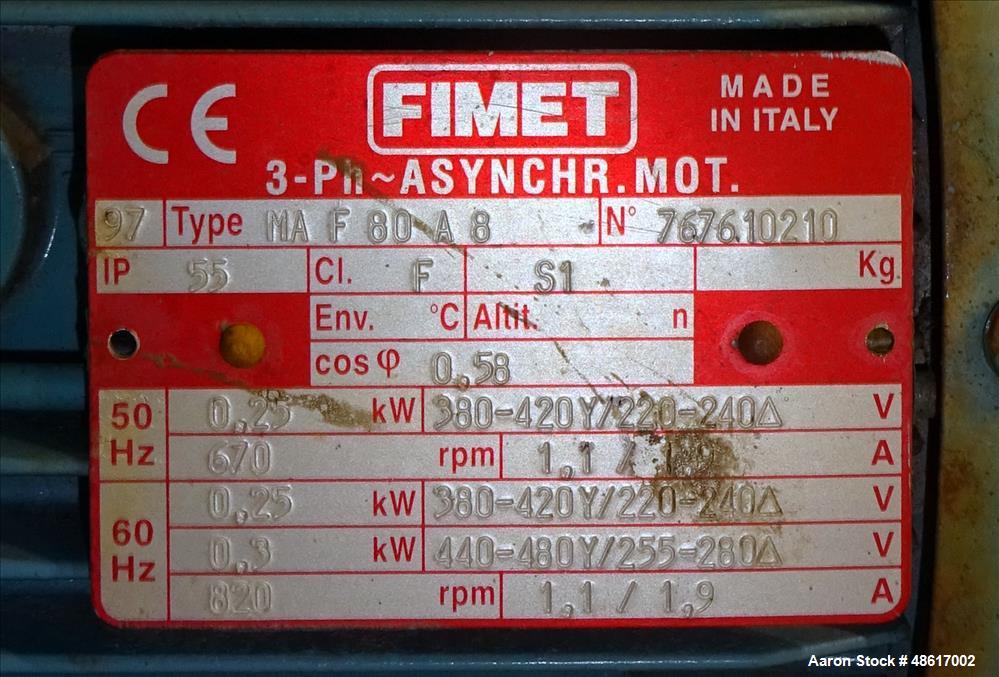 CE FIMET MADE IN ITALY
3-Ph~ASYNCHR.MOT.
97 Type MA F 80 A 8 N° 767610210
IP 55 Cl. F S1 Kg
Env. °C Altit. n
cos φ 0,58
50 Hz 0,25 kW 380-420Y/220-240Δ V
670 rpm 1,1 / 1,9 A
60 Hz 0,25 kW 380-420Y/220-240Δ V
0,3 kW 440-480Y/255-280Δ V
820 rpm 1,1 / 1,9 A
Aaron Stock # 48617002